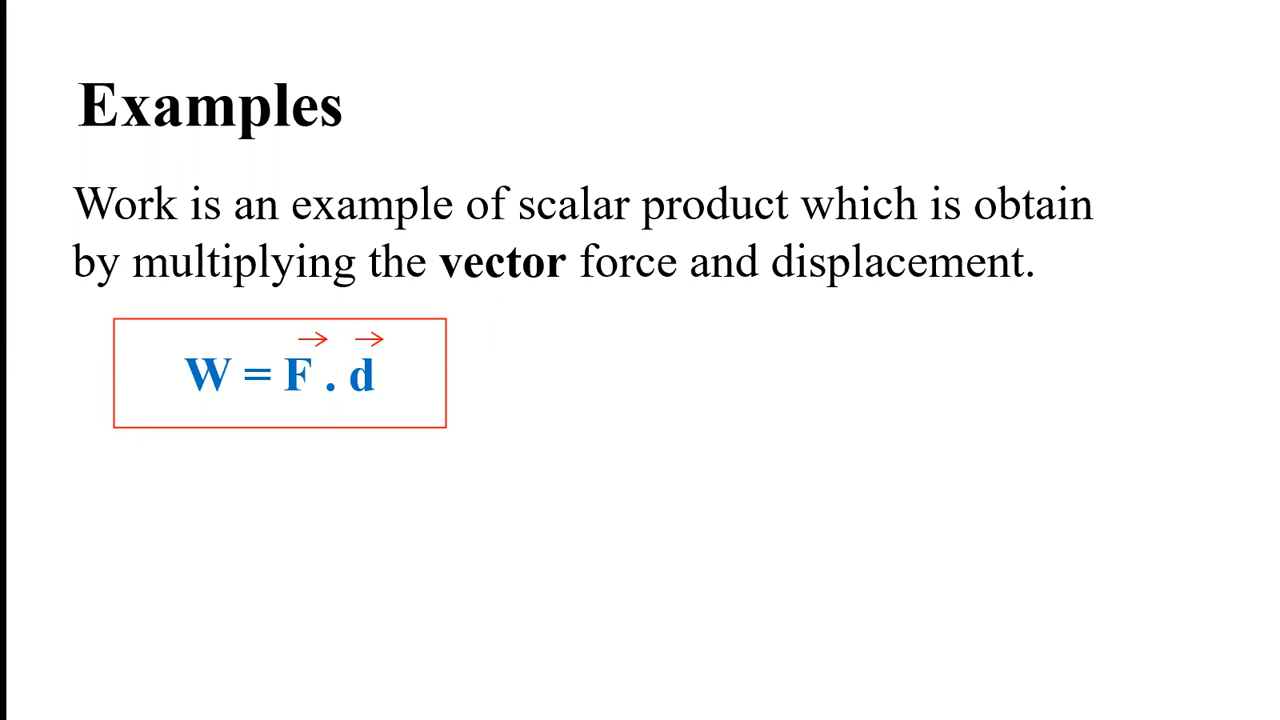 Examples
Work is an example of scalar product which is obtain
by multiplying the vector force and displacement.
W = F⃗ . d⃗